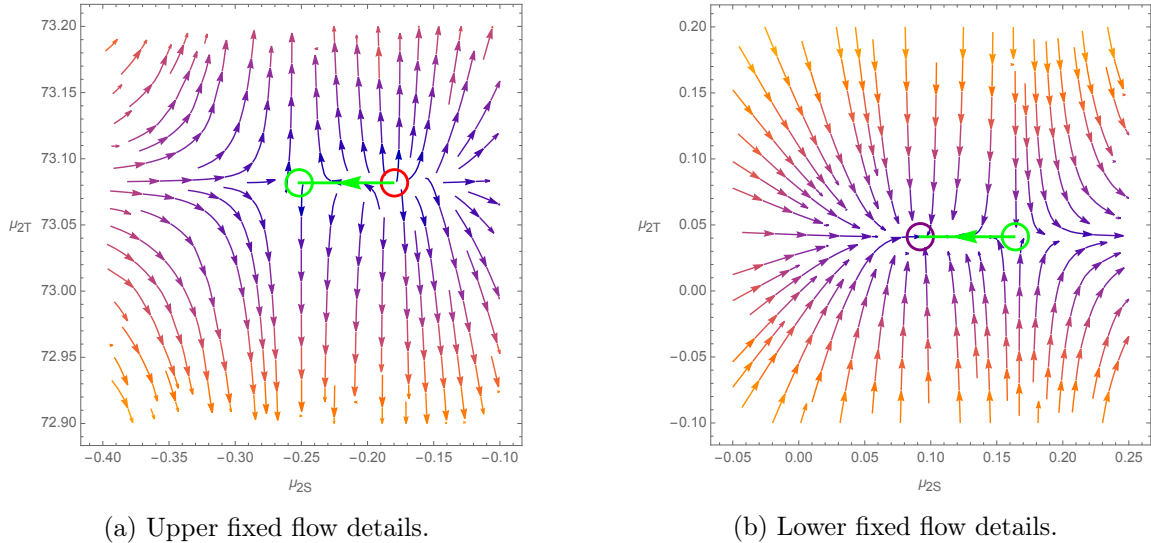 73.20
73.15
73.10
73.05
73.00
72.95
72.90
μ2T
−0.40 −0.35 −0.30 −0.25 −0.20 −0.15 −0.10
μ2S
(a) Upper fixed flow details.
0.20
0.15
0.10
0.05
0.00
−0.05
−0.10
μ2T
−0.05 0.00 0.05 0.10 0.15 0.20 0.25
μ2S
(b) Lower fixed flow details.